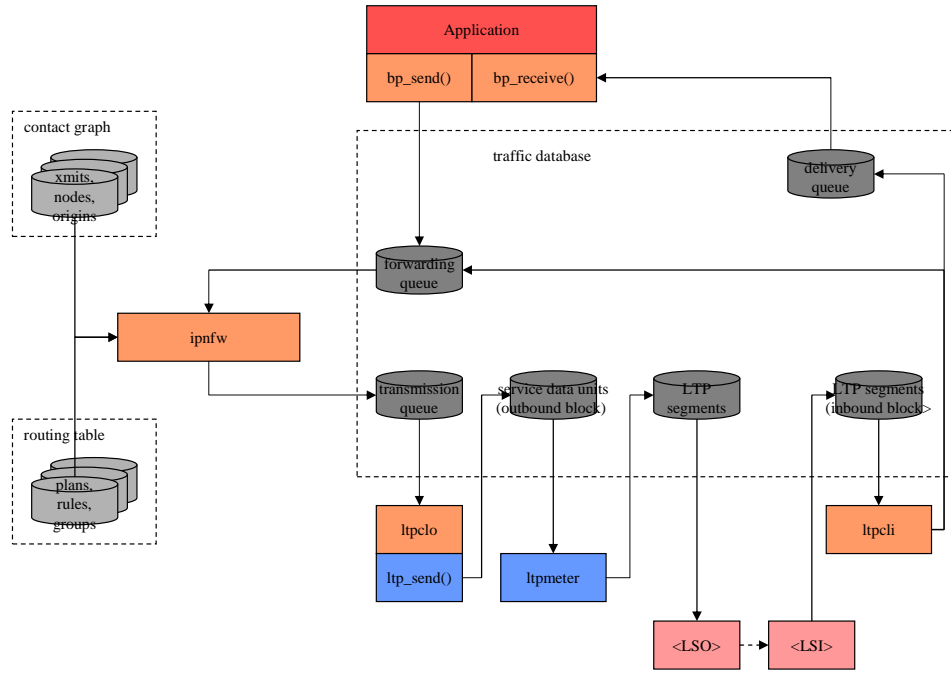 Application
bp_send()
bp_receive()
contact graph
xmits,
nodes,
origins
traffic database
delivery
queue
forwarding
queue
ipnfw
transmission
queue
service data units
(outbound block)
LTP
segments
LTP segments
(inbound block>
routing table
plans,
rules,
groups
ltpclo
ltp_send()
ltpmeter
ltpcli
<LSO>
<LSI>